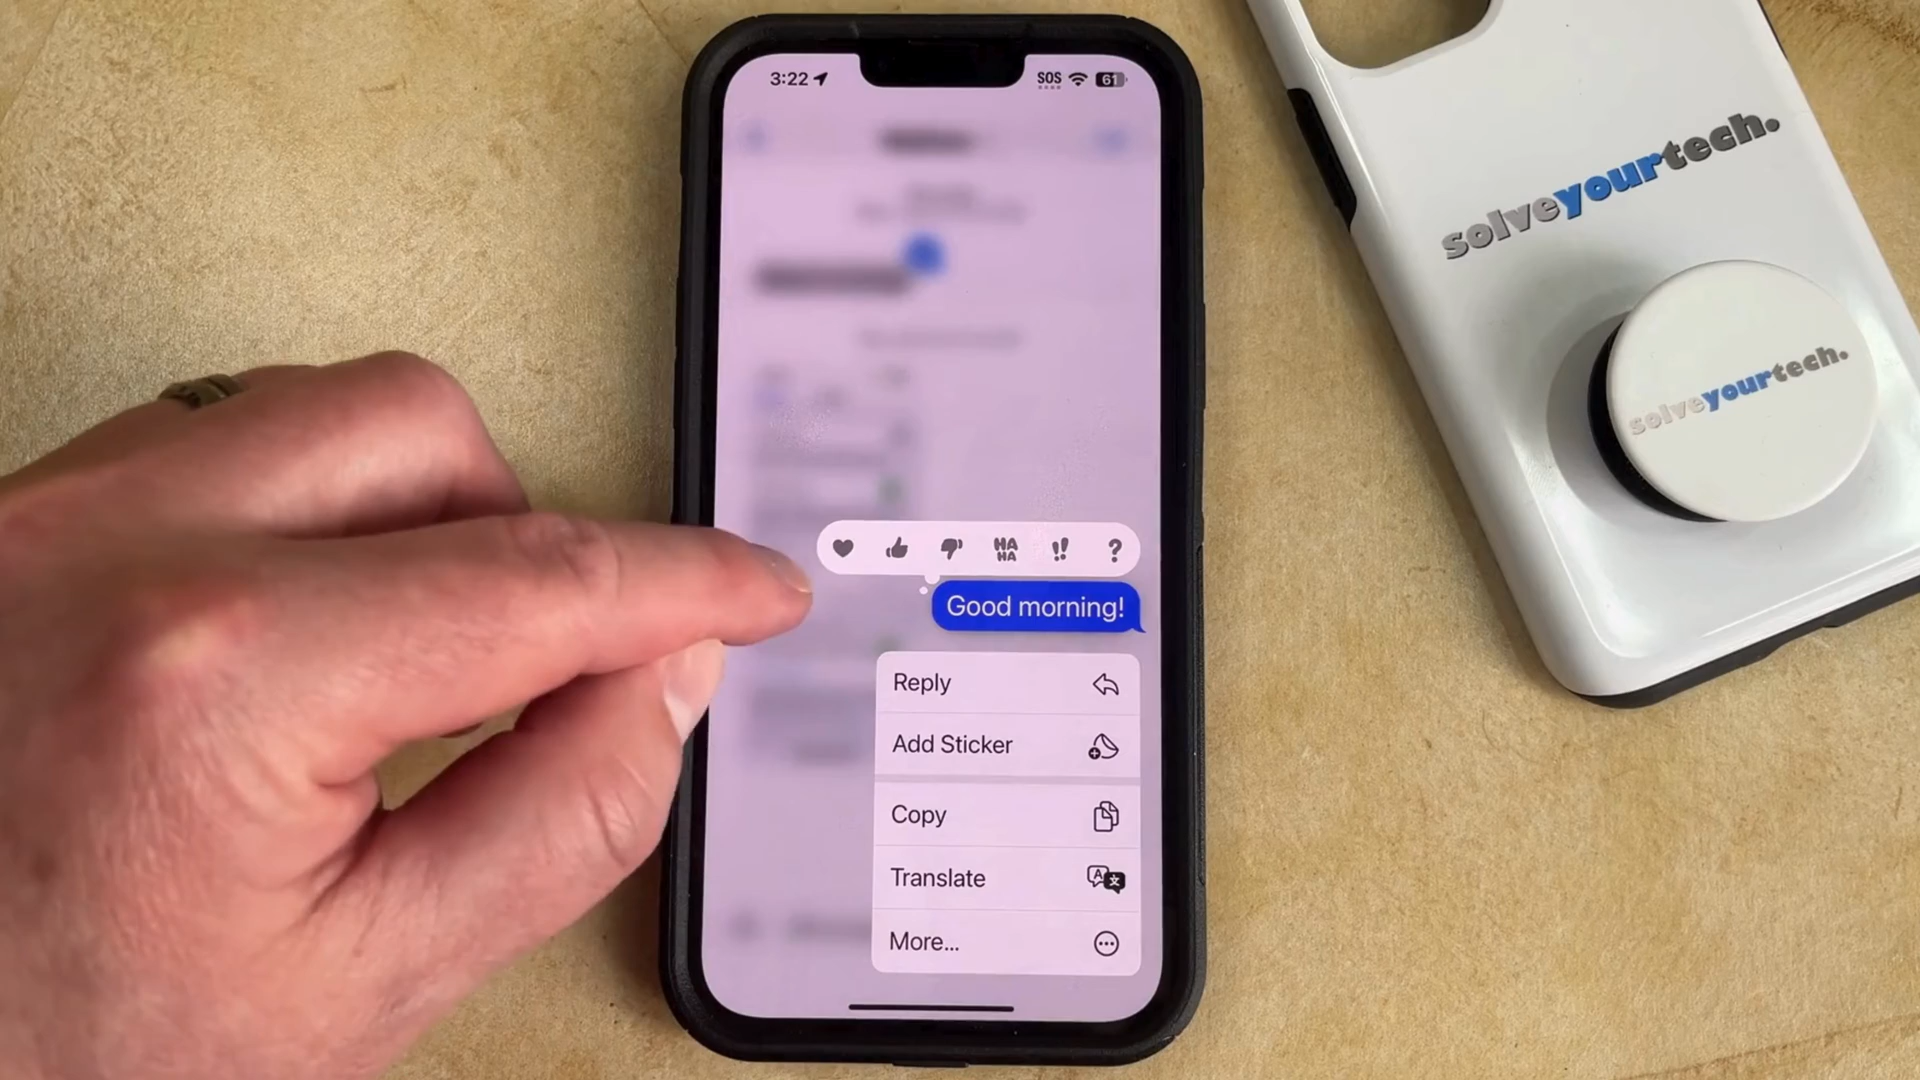 3:22
SOS
61
solveyourtech.
solveyourtech.
HA
HA
!!
?
Good morning!
Reply
Add Sticker
Copy
Translate
More...